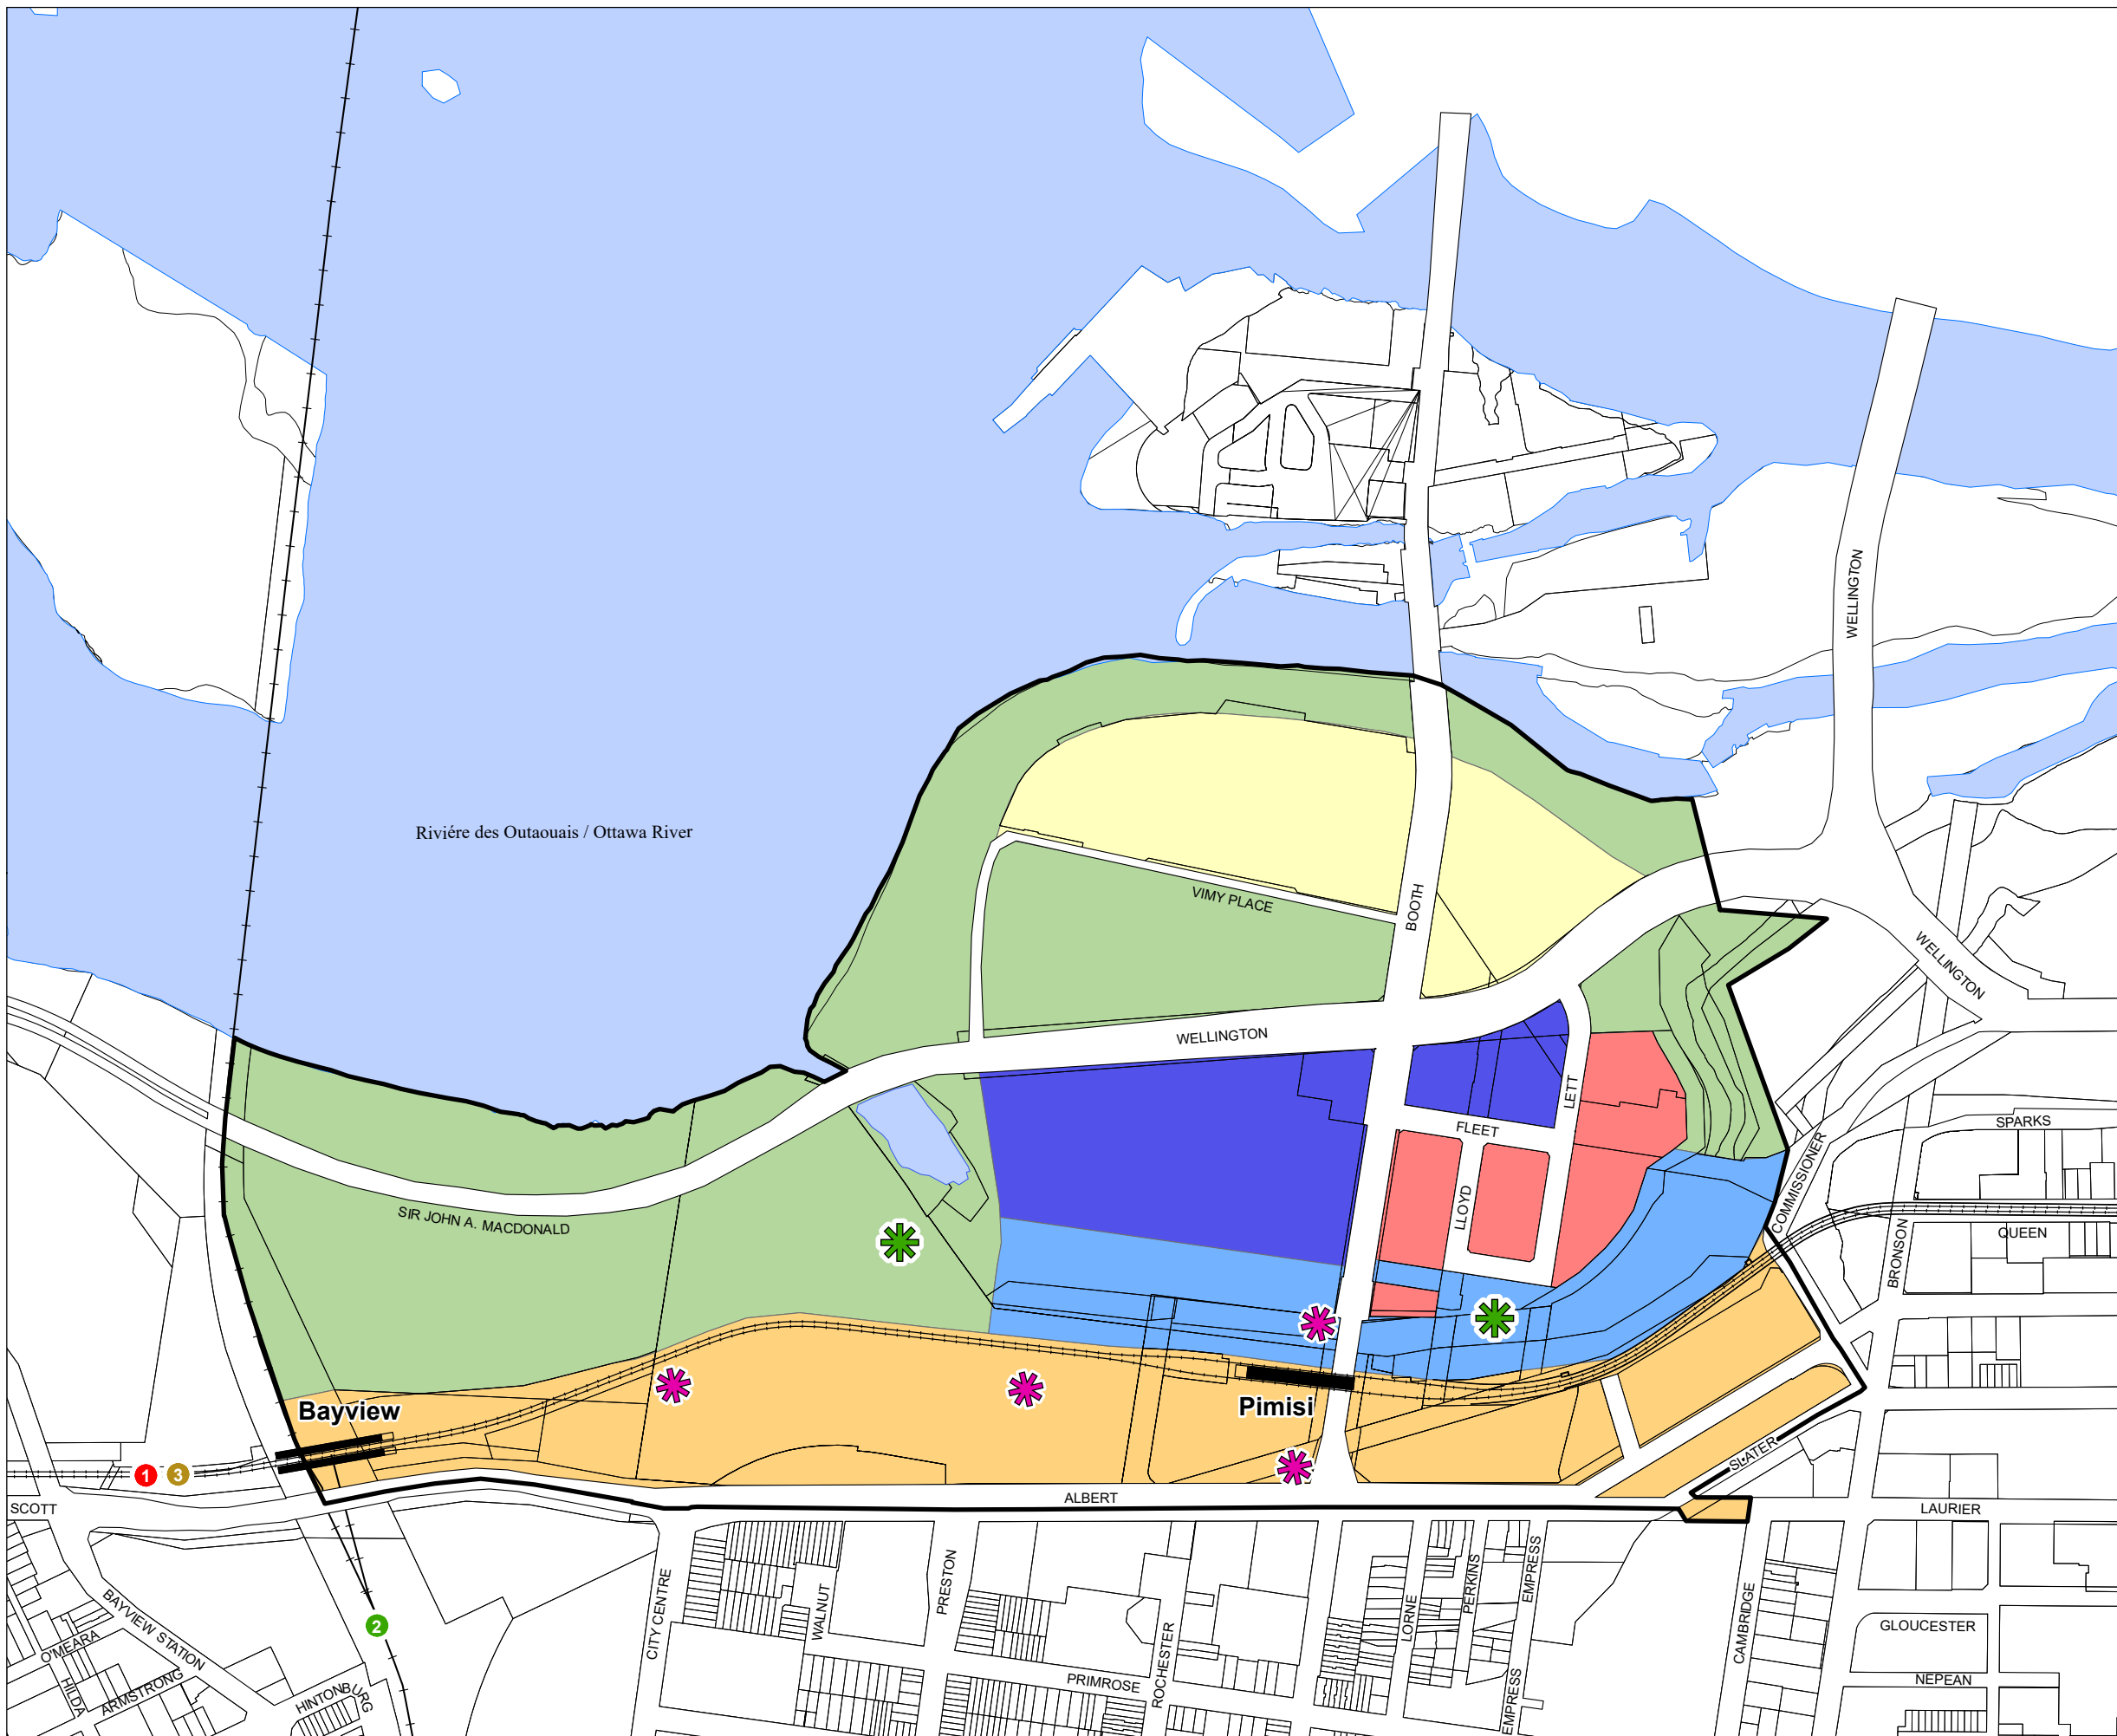 WELLINGTON
Riviére des Outaouais / Ottawa River
VIMY PLACE
BOOTH
WELLINGTON
WELLINGTON
LETT
FLEET
SPARKS
COMMISSIONER
LLOYD
SIR JOHN A. MACDONALD
QUEEN
BRONSON
Bayview
Pimisi
SLATER
1
3
SCOTT
ALBERT
LAURIER
CITY CENTRE
WALNUT
PRESTON
ROCHESTER
LORNE
PERKINS
EMPRESS
CAMBRIDGE
BAYVIEW STATION
2
GLOUCESTER
O'MEARA
HILDA
ARMSTRONG
HINTONBURG
PRIMROSE
EMPRESS
NEPEAN